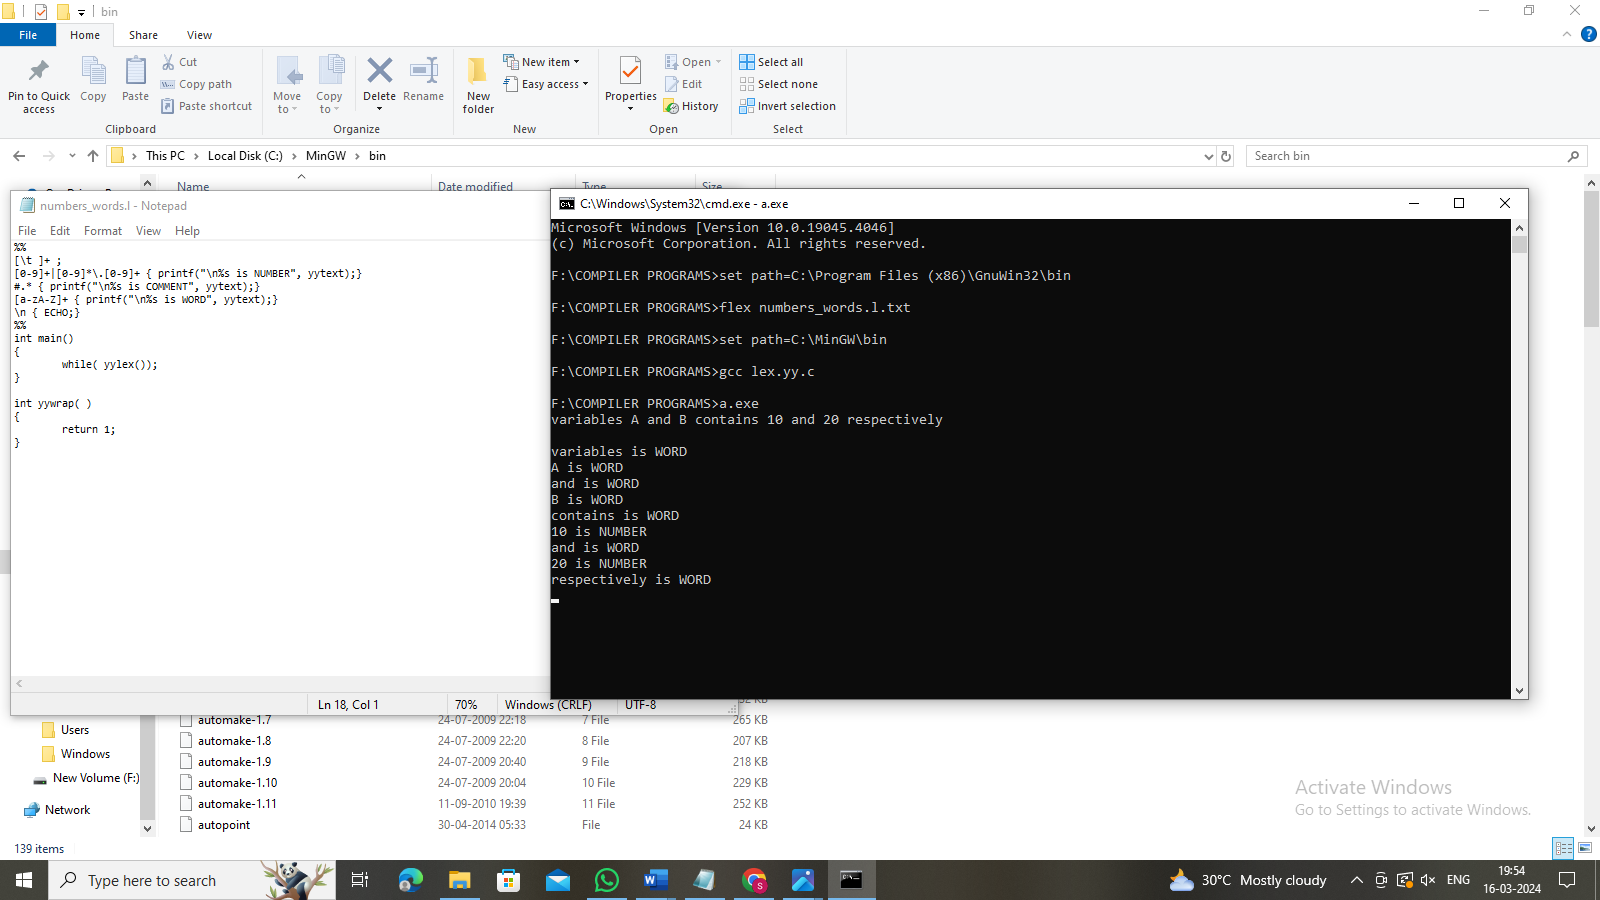 bin
File Home Share View
Pin to Quick access
Copy
Paste
Cut
Copy path
Paste shortcut
Clipboard
Move to
Copy to
Delete
Rename
Organize
New folder
New item
Easy access
New
Properties
Open
Edit
History
Open
Select all
Select none
Invert selection
Select
This PC > Local Disk (C:) > MinGW > bin
Search bin
Name Date modified Type Size
numbers_words.l - Notepad
File Edit Format View Help
%%
[\t ]+ ;
[0-9]+|[0-9]*\.[0-9]+ { printf("\n%s is NUMBER", yytext);}
#.* { printf("\n%s is COMMENT", yytext);}
[a-zA-Z]+ { printf("\n%s is WORD", yytext);}
\n { ECHO;}
%%
int main()
{
while( yylex());
}
int yywrap( )
{
return 1;
}
Ln 18, Col 1 70% Windows (CRLF) UTF-8
C:\Windows\System32\cmd.exe - a.exe
Microsoft Windows [Version 10.0.19045.4046]
(c) Microsoft Corporation. All rights reserved.
F:\COMPILER PROGRAMS>set path=C:\Program Files (x86)\GnuWin32\bin
F:\COMPILER PROGRAMS>flex numbers_words.l.txt
F:\COMPILER PROGRAMS>set path=C:\MinGW\bin
F:\COMPILER PROGRAMS>gcc lex.yy.c
F:\COMPILER PROGRAMS>a.exe
variables A and B contains 10 and 20 respectively
variables is WORD
A is WORD
and is WORD
B is WORD
contains is WORD
10 is NUMBER
and is WORD
20 is NUMBER
respectively is WORD
Users
Windows
New Volume (F:)
Network
automake-1.7 24-07-2009 22:18 7 File 265 KB
automake-1.8 24-07-2009 22:20 8 File 207 KB
automake-1.9 24-07-2009 20:40 9 File 218 KB
automake-1.10 24-07-2009 20:04 10 File 229 KB
automake-1.11 11-09-2010 19:39 11 File 252 KB
autopoint 30-04-2014 05:33 File 24 KB
Activate Windows
Go to Settings to activate Windows.
139 items
Type here to search
30°C Mostly cloudy
ENG
19:54
16-03-2024